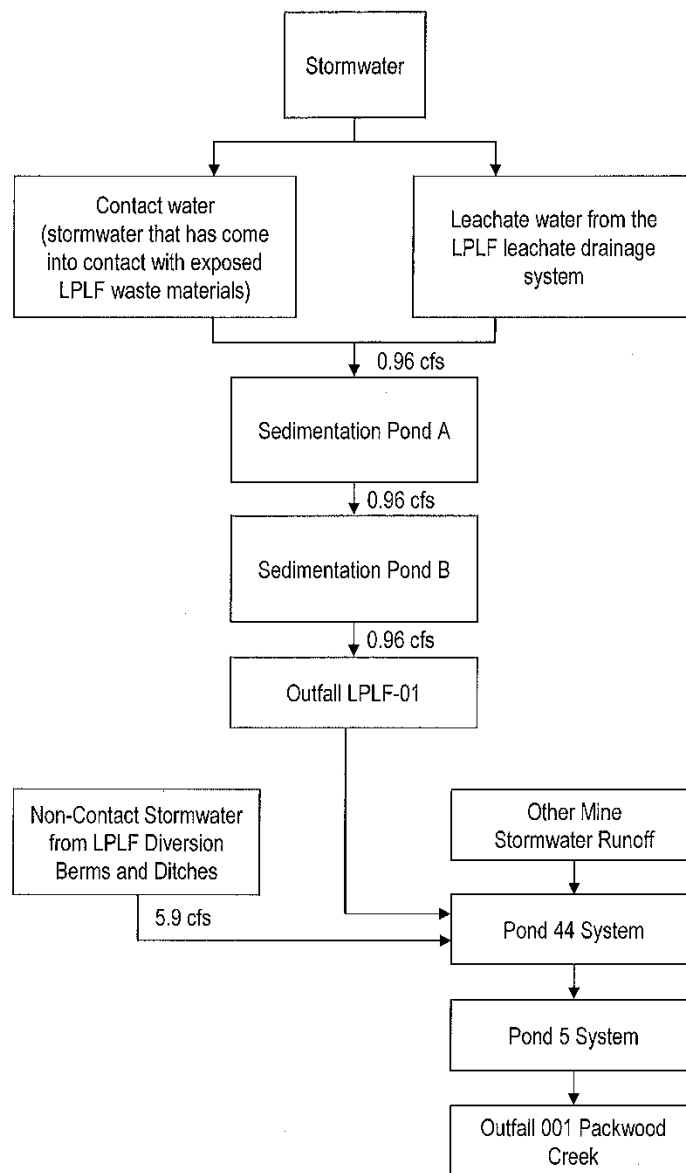 Stormwater
Contact water
(stormwater that has come
into contact with exposed
LPLF waste materials)
Leachate water from the
LPLF leachate drainage
system
0.96 cfs
Sedimentation Pond A
0.96 cfs
Sedimentation Pond B
0.96 cfs
Outfall LPLF-01
Non-Contact Stormwater
from LPLF Diversion
Berms and Ditches
5.9 cfs
Other Mine
Stormwater Runoff
Pond 44 System
Pond 5 System
Outfall 001 Packwood
Creek